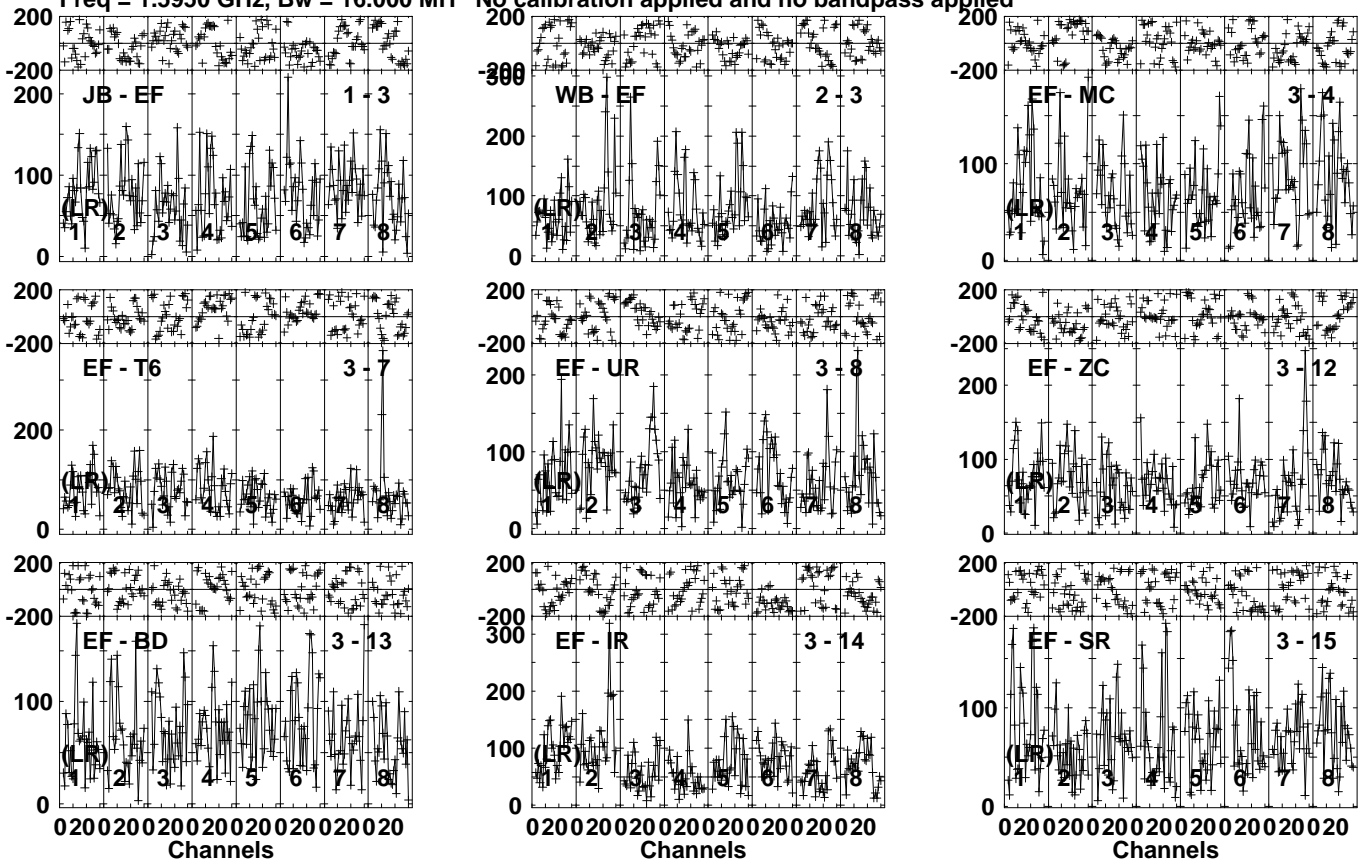 Freq = 1.5950 GHz, Bw = 16.000 MH No calibration applied and no bandpass applied
200
-200
200
100
0
JB - EF 1 - 3
(LR)
1 2 3 4 5 6 7 8
200
-200
300
200
100
0
WB - EF 2 - 3
(LR)
1 2 3 4 5 6 7 8
200
-200
100
0
EF - MC 3 - 4
(LR)
1 2 3 4 5 6 7 8
200
-200
200
0
EF - T6 3 - 7
(LR)
1 2 3 4 5 6 7 8
200
-200
200
100
0
EF - UR 3 - 8
(LR)
1 2 3 4 5 6 7 8
200
-200
200
100
0
EF - ZC 3 - 12
(LR)
1 2 3 4 5 6 7 8
200
-200
100
0
EF - BD 3 - 13
(LR)
1 2 3 4 5 6 7 8
0 20 0 20 0 20 0 20 0 20 0 20 0 20 0 20
Channels
200
-200
300
200
100
0
EF - IR 3 - 14
(LR)
1 2 3 4 5 6 7 8
0 20 0 20 0 20 0 20 0 20 0 20 0 20 0 20
Channels
200
-200
100
0
EF - SR 3 - 15
(LR)
1 2 3 4 5 6 7 8
0 20 0 20 0 20 0 20 0 20 0 20 0 20 0 20
Channels